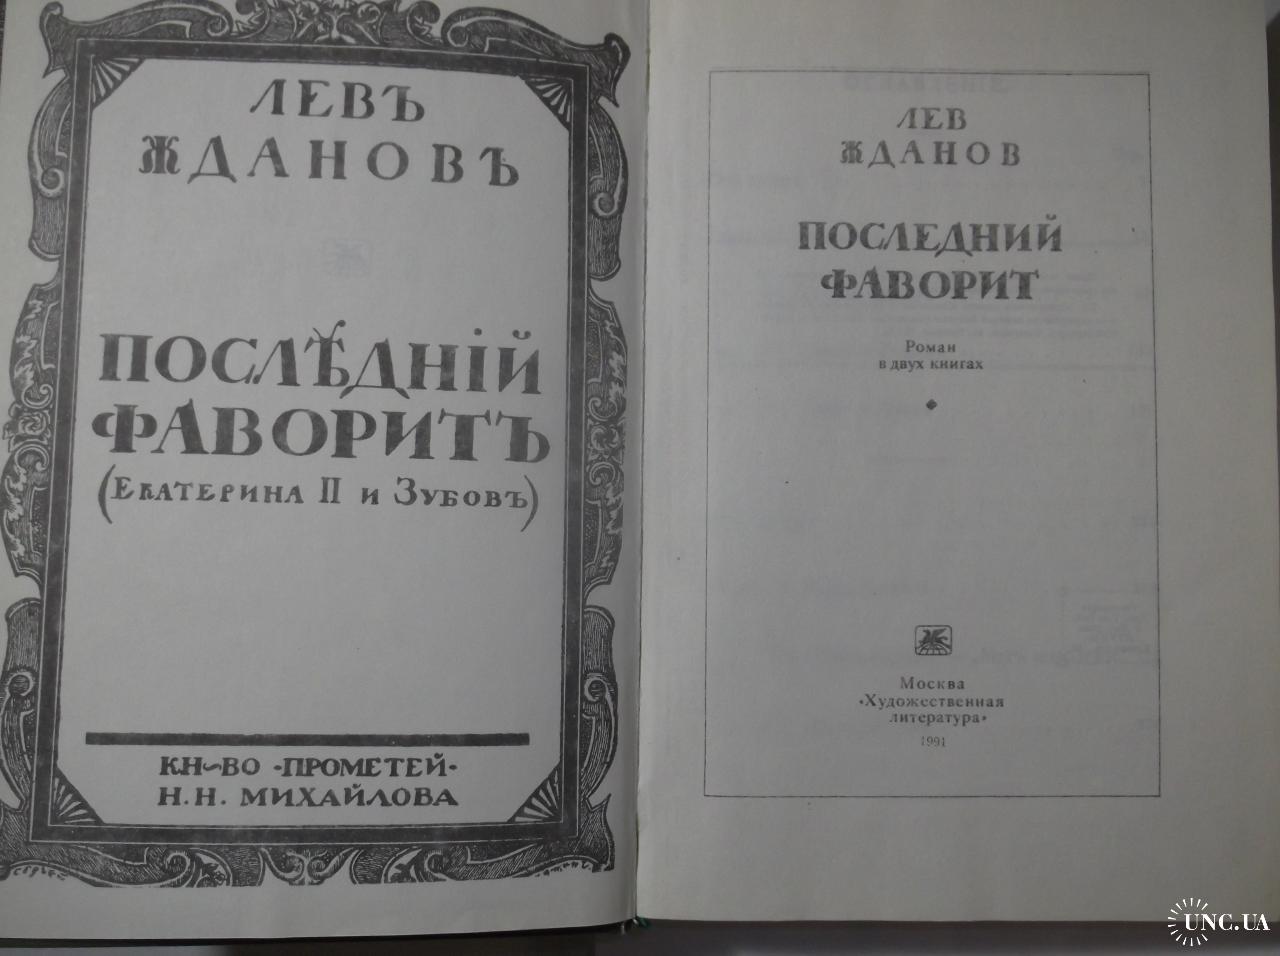 ЛЕВЪ
ЖДАНОВЪ
ПОСЛѢДНІЙ
ФАВОРИТЪ
(ЕКАТЕРИНА II И ЗУБОВЪ)
КН-ВО •ПРОМЕТЕЙ•
Н.Н. МИХАЙЛОВА
ЛЕВ
ЖДАНОВ
ПОСЛЕДНИЙ
ФАВОРИТ
Роман
в двух книгах
Москва
«Художественная
литература»
1991
UNC.UA